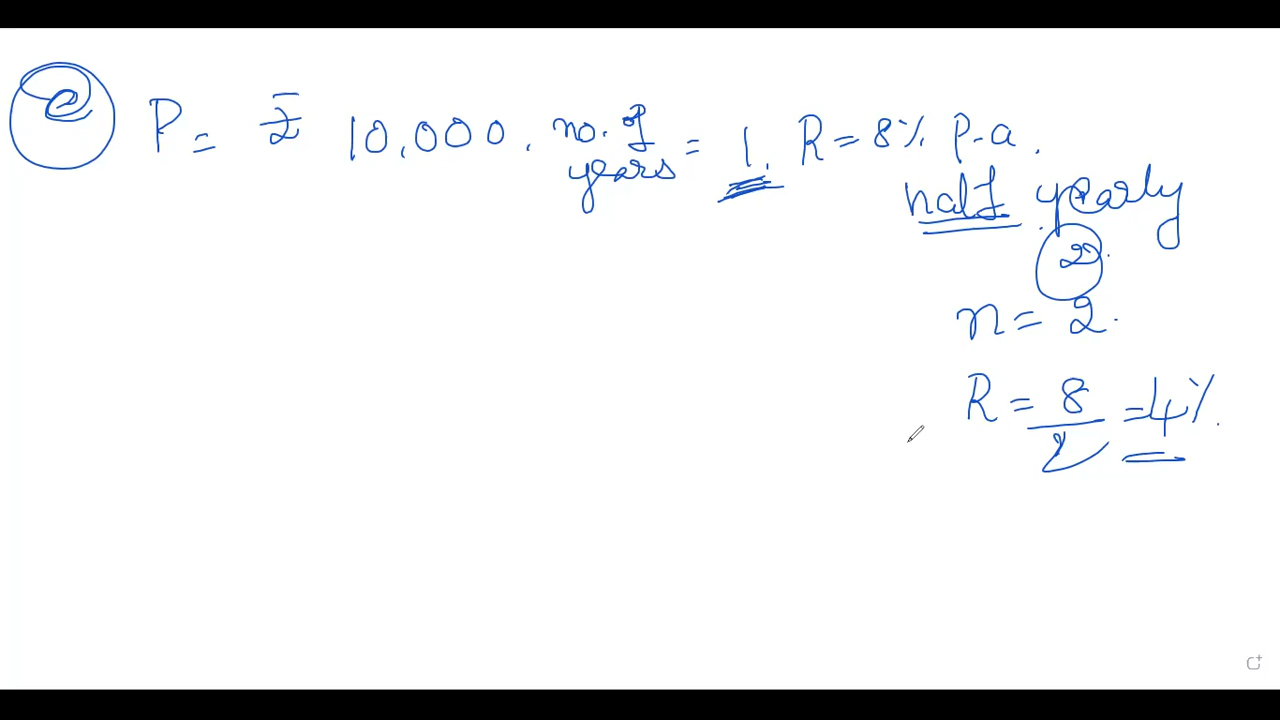 e P = ₹ 10,000. no. of years = 1. R = 8% P.a.
half yearly
2
n = 2.
R = 8/2 = 4%.